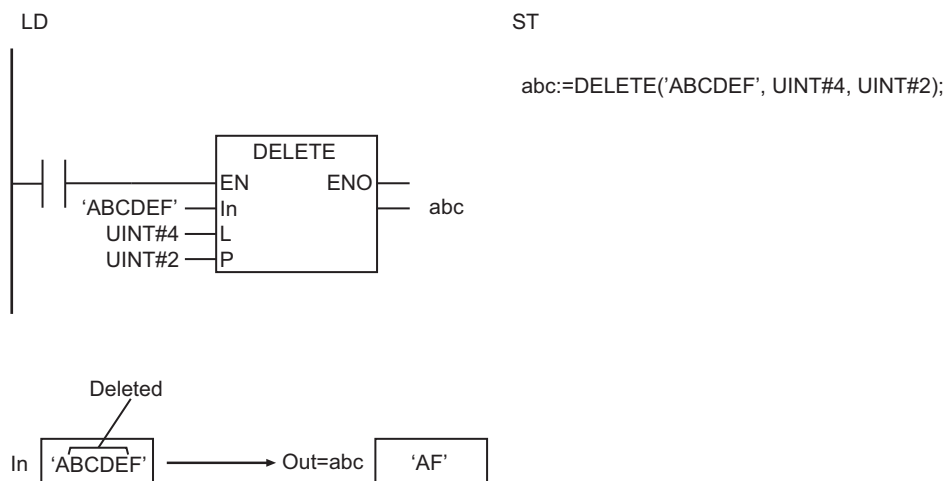 LD
ST
abc:=DELETE('ABCDEF', UINT#4, UINT#2);
DELETE
EN ENO
'ABCDEF' In abc
UINT#4 L
UINT#2 P
Deleted
In 'ABCDEF' Out=abc 'AF'